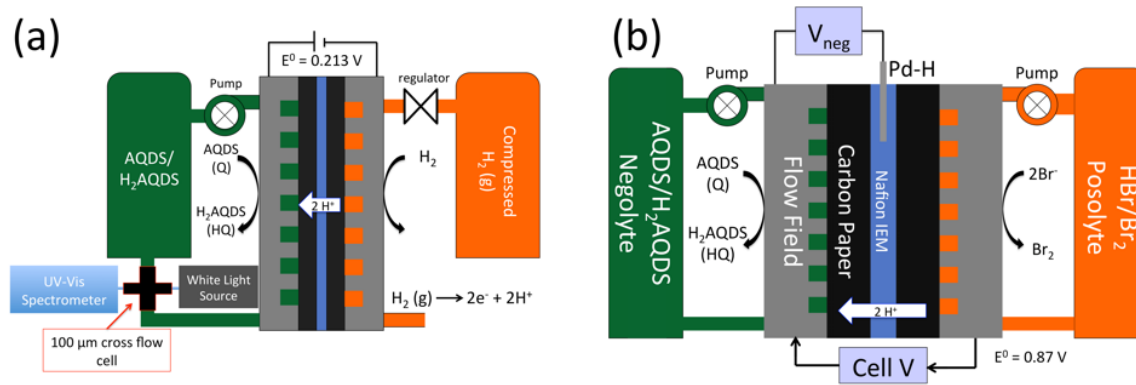 (a)
E⁰ = 0.213 V
Pump
regulator
AQDS/
H₂AQDS
AQDS
(Q)
H₂AQDS
(HQ)
2 H⁺
H₂
Compressed
H₂ (g)
UV-Vis
Spectrometer
White Light
Source
H₂ (g) → 2e⁻ + 2H⁺
100 μm cross flow
cell
(b)
Vneg
Pd-H
Pump
Pump
AQDS/H₂AQDS
Negolyte
AQDS
(Q)
H₂AQDS
(HQ)
Flow Field
Carbon Paper
Nafion IEM
2 H⁺
2Br⁻
Br₂
HBr/Br₂
Posolyte
Cell V
E⁰ = 0.87 V